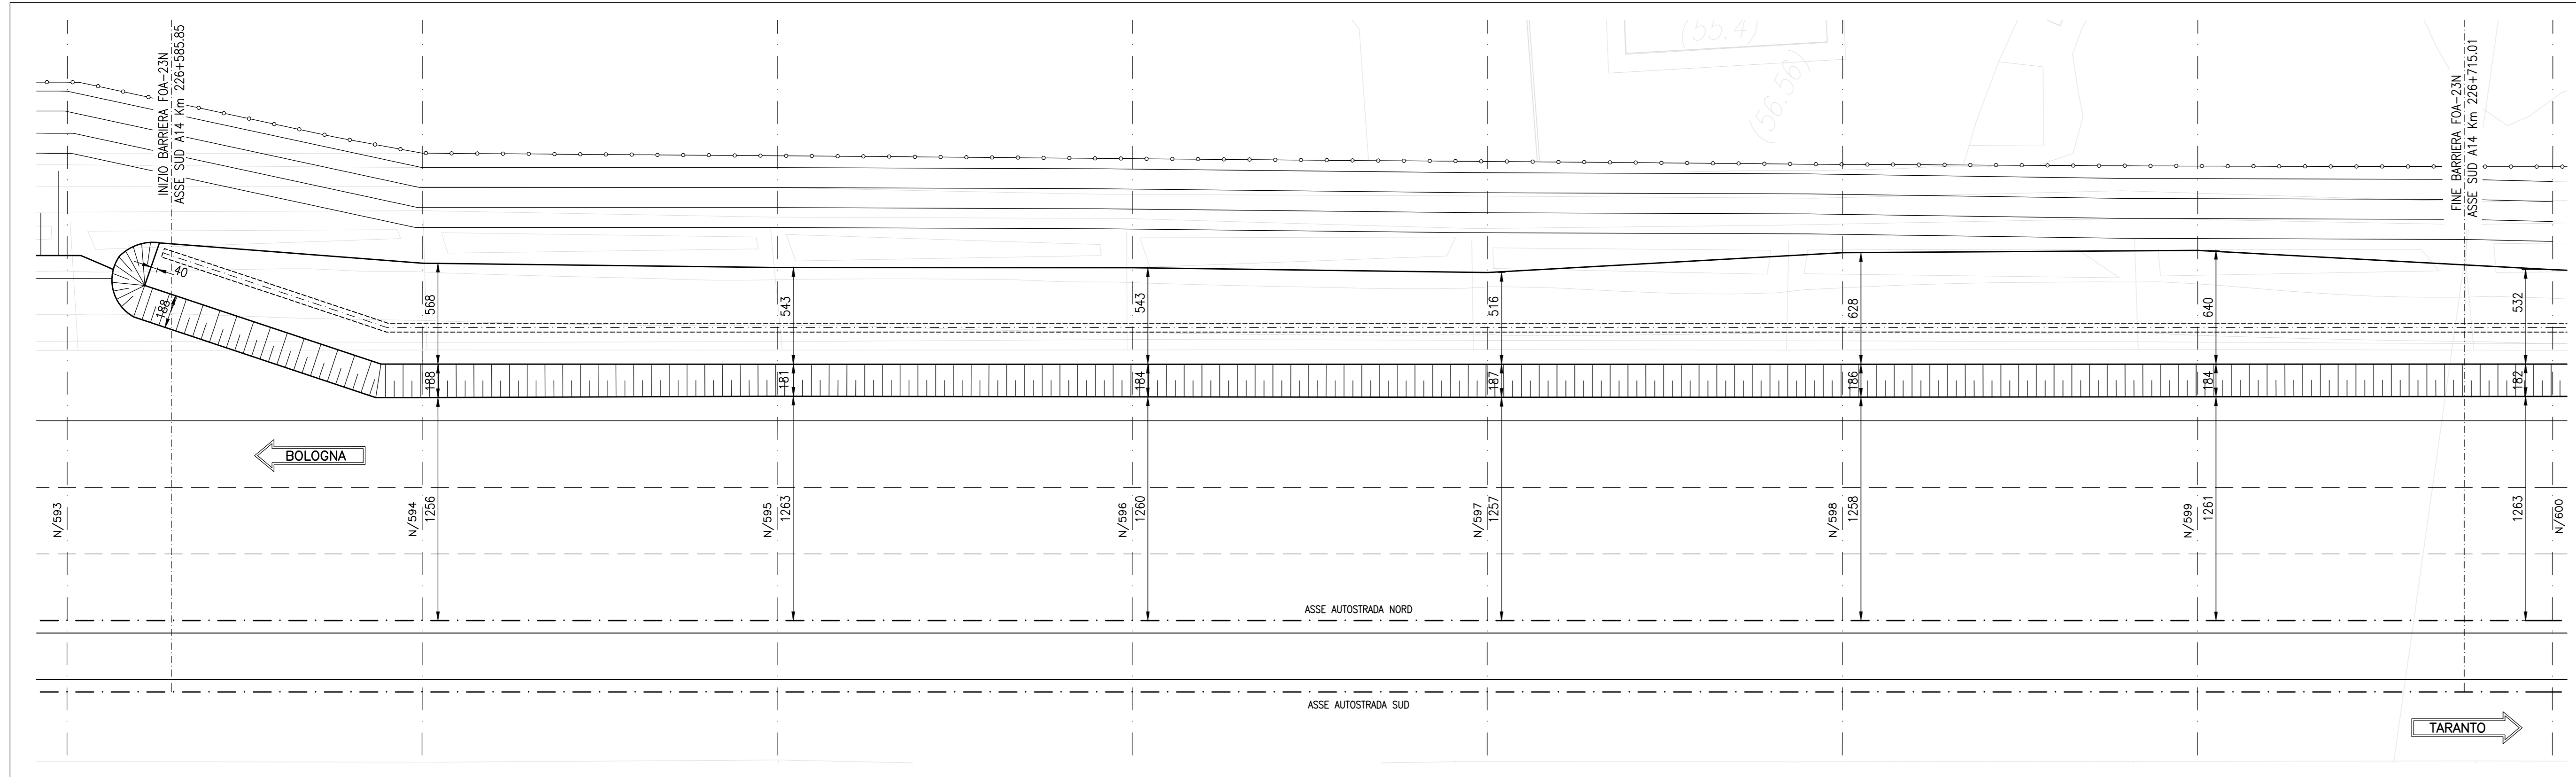 INIZIO BARRIERA FOA-23N
ASSE SUD A14 Km 226+585.85
(55.4)
(56.56)
FINE BARRIERA FOA-23N
ASSE SUD A14 Km 226+715.01
40
188
568
543
543
516
628
640
532
188
181
184
187
186
184
182
BOLOGNA
N/593
N/594
1256
N/595
1263
N/596
1260
N/597
1257
N/598
1258
N/599
1261
1263
N/600
ASSE AUTOSTRADA NORD
ASSE AUTOSTRADA SUD
TARANTO